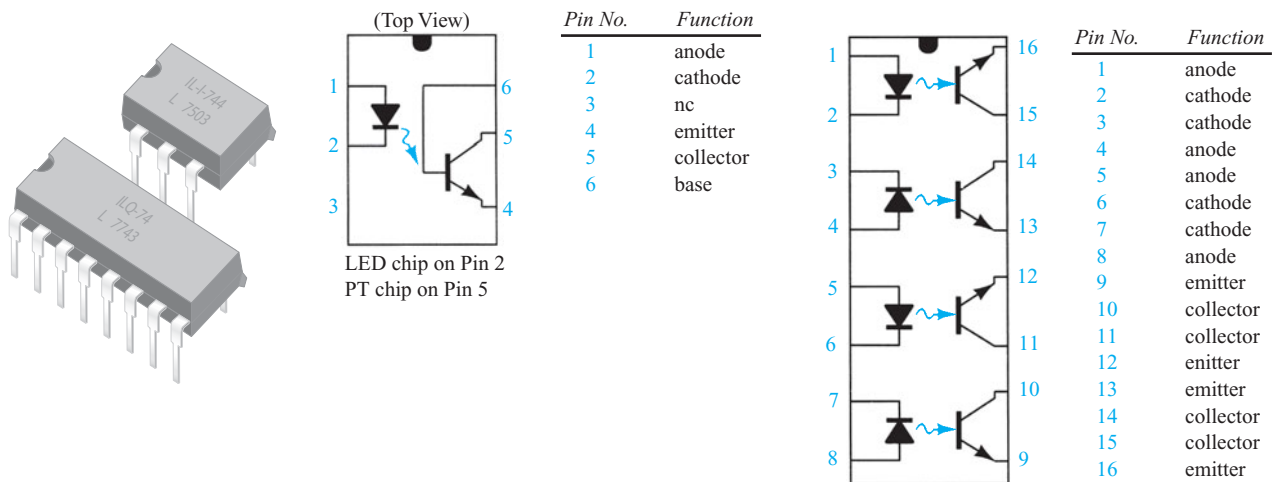 IL-I-744
L 7503
ILQ-74
L 7743
(Top View)
1
2
3
6
5
4
LED chip on Pin 2
PT chip on Pin 5
Pin No. Function
1 anode
2 cathode
3 nc
4 emitter
5 collector
6 base
1
2
3
4
5
6
7
8
16
15
14
13
12
11
10
9
Pin No. Function
1 anode
2 cathode
3 cathode
4 anode
5 anode
6 cathode
7 cathode
8 anode
9 emitter
10 collector
11 collector
12 enitter
13 emitter
14 collector
15 collector
16 emitter